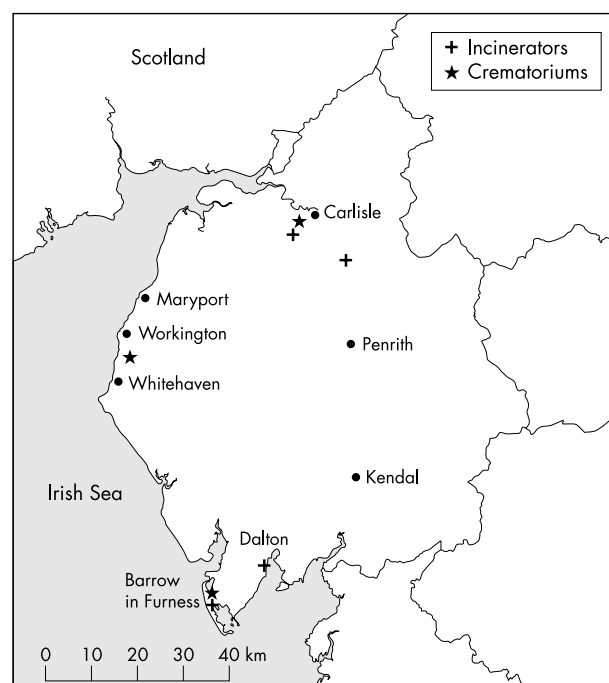 Scotland
Incinerators
Crematoriums
Carlisle
Maryport
Workington
Penrith
Whitehaven
Kendal
Irish Sea
Dalton
Barrow
in Furness
0 10 20 30 40 km